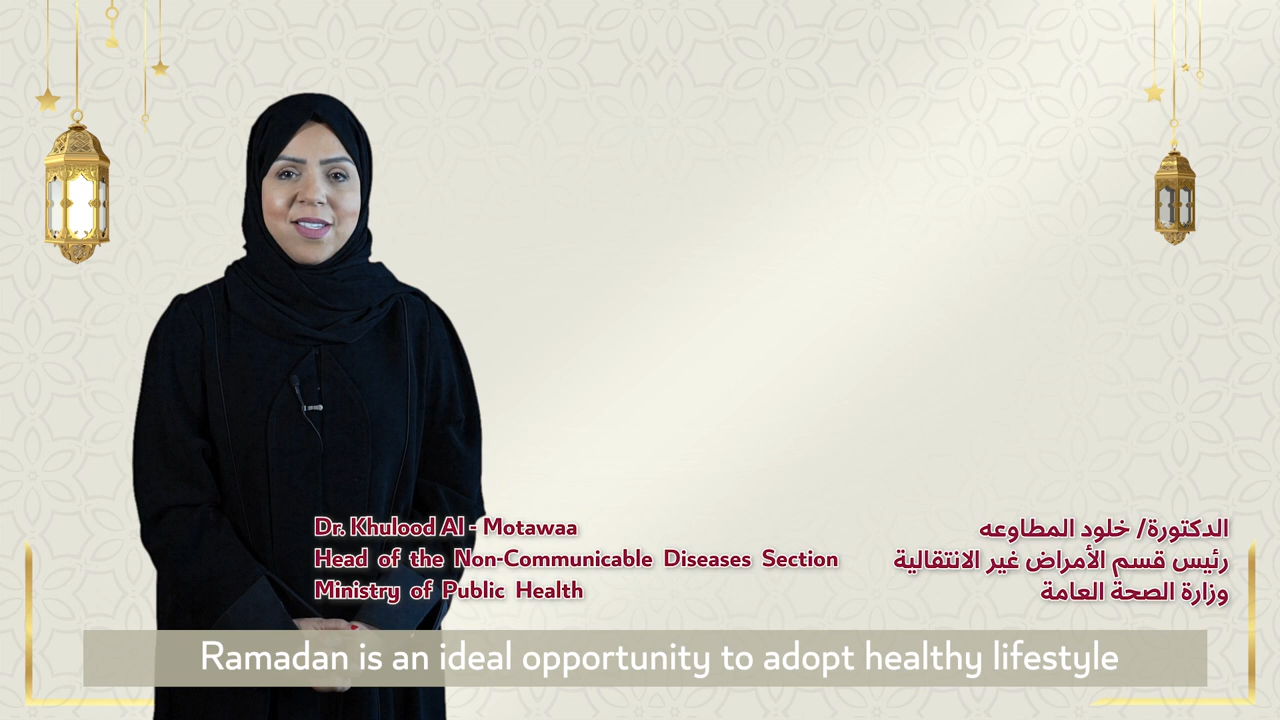 Dr. Khulood Al - Motawaa
Head of the Non-Communicable Diseases Section
Ministry of Public Health
الدكتورة/ خلود المطاوعه
رئيس قسم الأمراض غير الانتقالية
وزارة الصحة العامة
Ramadan is an ideal opportunity to adopt healthy lifestyle